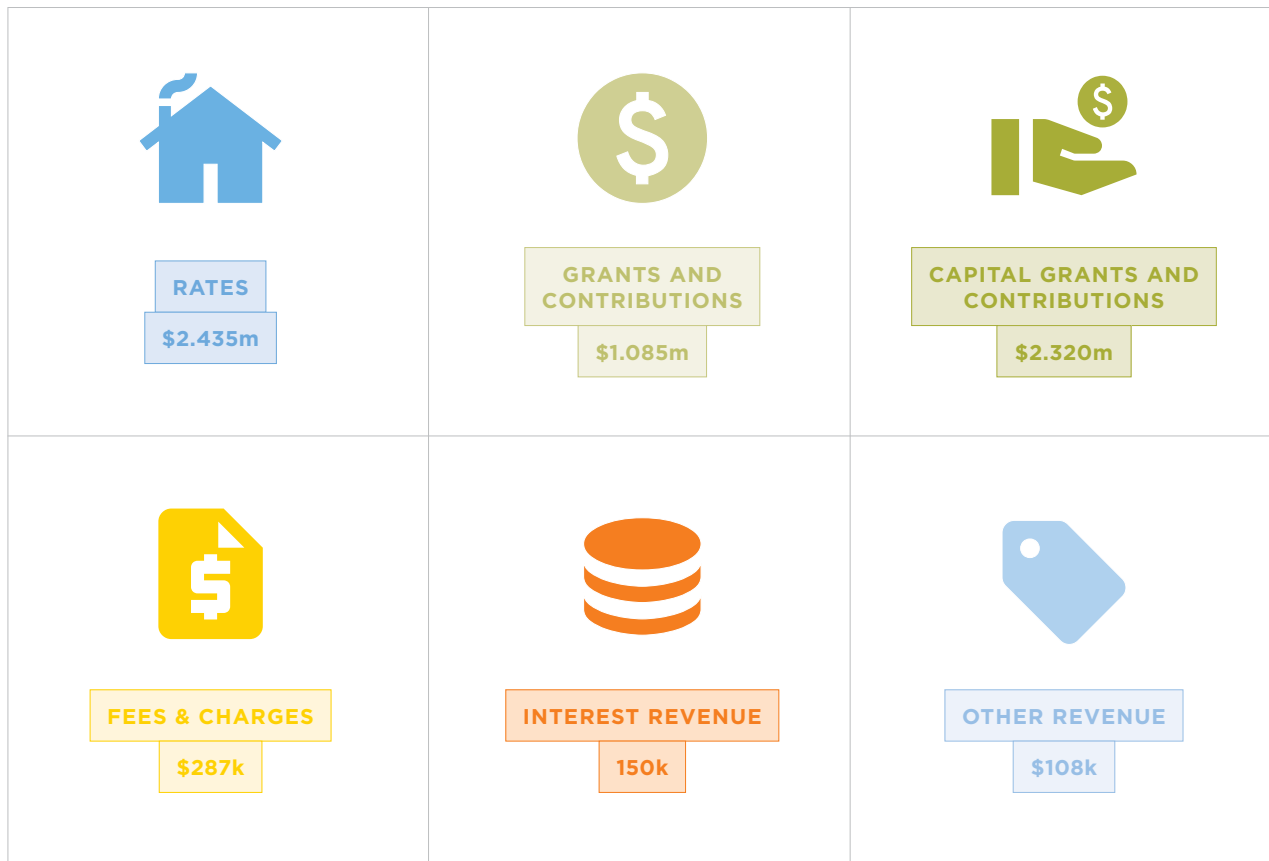 RATES
$2.435m
GRANTS AND
CONTRIBUTIONS
$1.085m
CAPITAL GRANTS AND
CONTRIBUTIONS
$2.320m
FEES & CHARGES
$287k
INTEREST REVENUE
150k
OTHER REVENUE
$108k